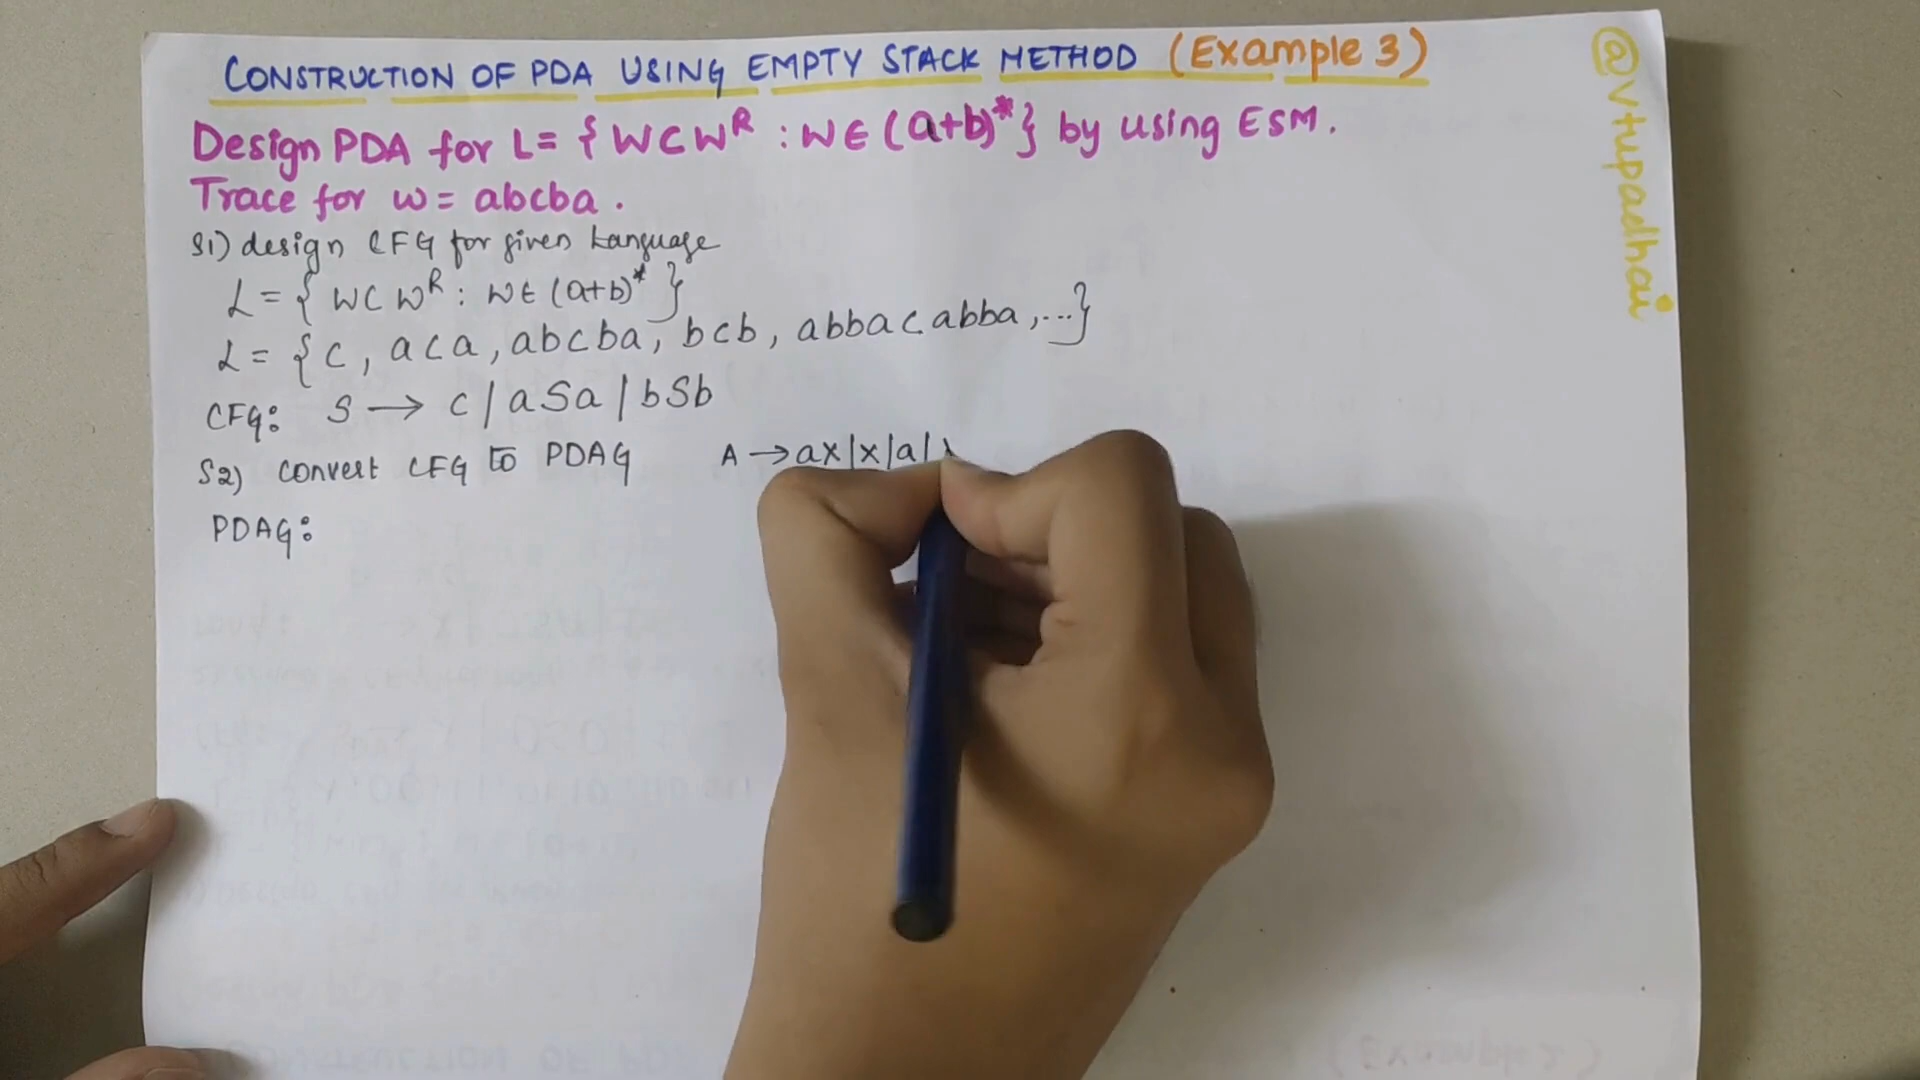 CONSTRUCTION OF PDA USING EMPTY STACK METHOD (Example 3)
Design PDA for L= { WCW^R : W∈ (a+b)^* } by using ESM.
Trace for w= abcba .
S1) design CFG for given Language
L = { WCW^R : W∈ (a+b)^* }
L = { c, aca, abcba, bcb, abbacabba,...}
CFG: S → c | aSa | bSb
S2) convert CFG to PDAG A → ax|x|a|
PDAG:
@vtupadhai